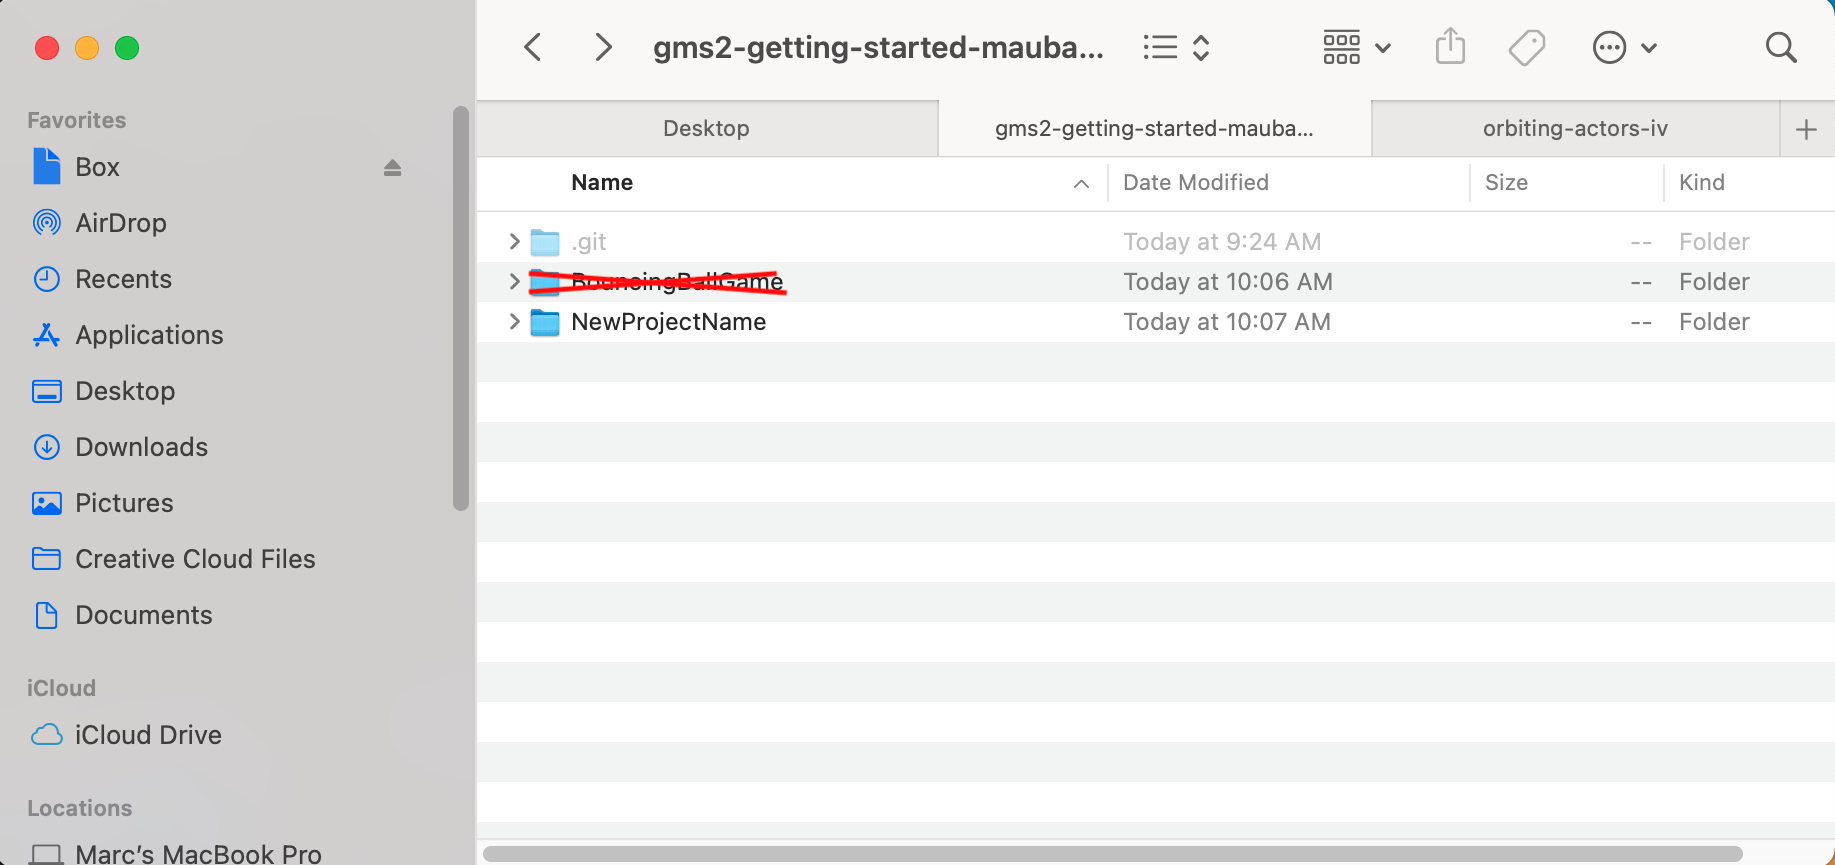 gms2-getting-started-mauba...
Favorites
Box
AirDrop
Recents
Applications
Desktop
Downloads
Pictures
Creative Cloud Files
Documents
iCloud
iCloud Drive
Locations
Marc’s MacBook Pro
Desktop
gms2-getting-started-mauba...
orbiting-actors-iv
Name Date Modified Size Kind
.git Today at 9:24 AM -- Folder
BouncingBallGame Today at 10:06 AM -- Folder
NewProjectName Today at 10:07 AM -- Folder